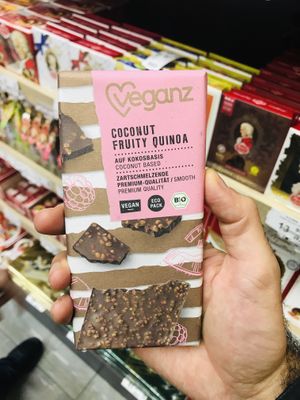 veganz
COCONUT
FRUITY QUINOA
AUF KOKOSBASIS
COCONUT BASED
ZARTSCHMELZENDE
PREMIUM-QUALITÄT / SMOOTH
PREMIUM QUALITY
VEGAN
ECO
PACK
BIO